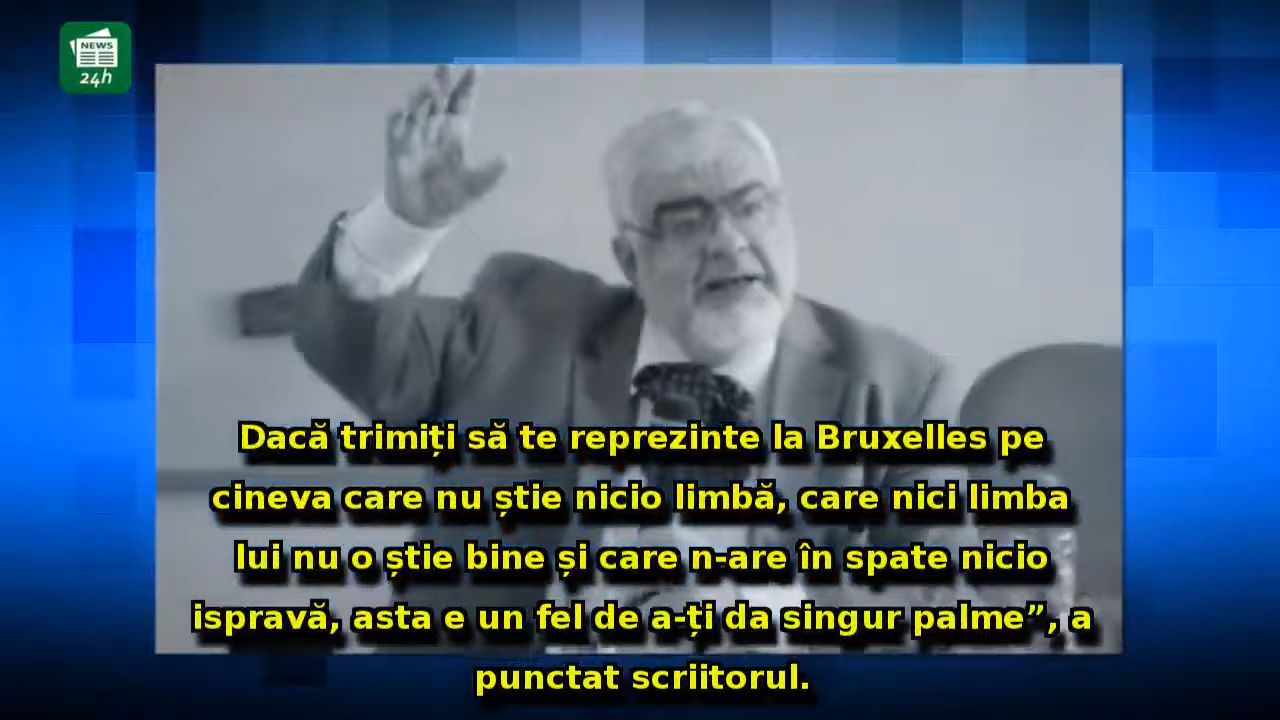 NEWS
24h
Dacă trimiți să te reprezinte la Bruxelles pe
cineva care nu știe nicio limbă, care nici limba
lui nu o știe bine și care n-are în spate nicio
ispravă, asta e un fel de a-ți da singur palme”, a
punctat scriitorul.